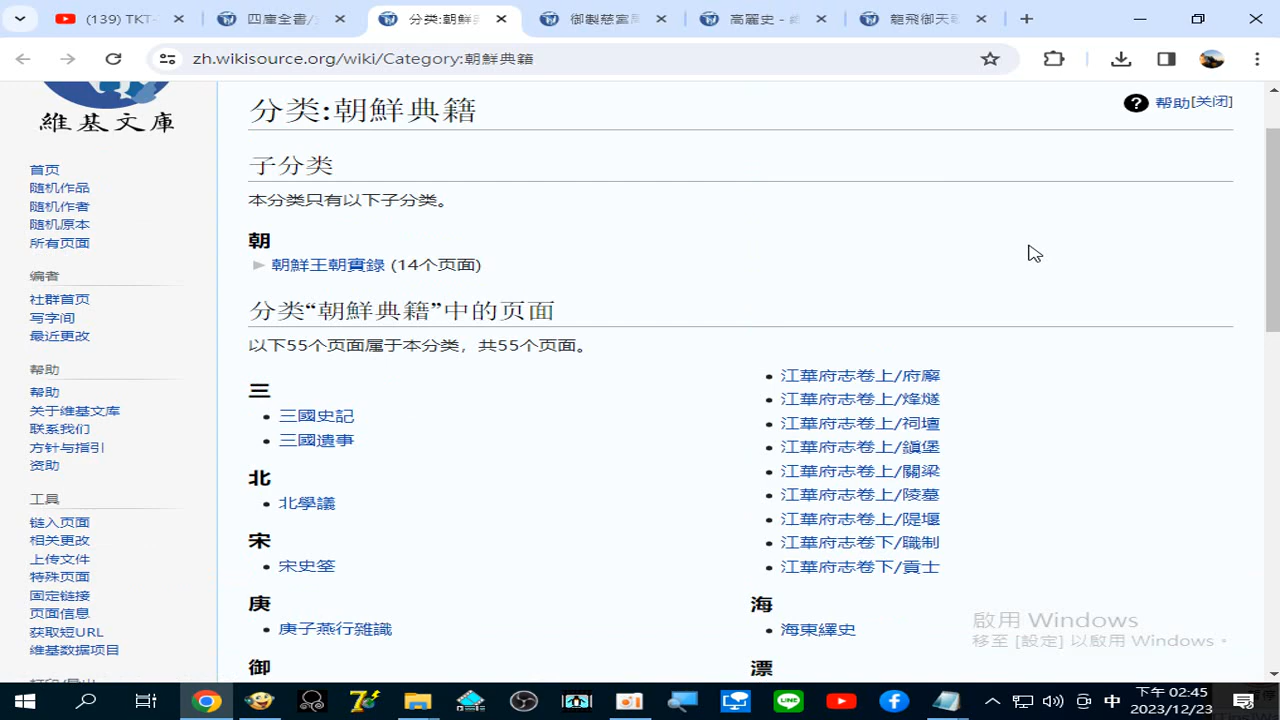 (139) TKT-
四庫全書/
分类:朝鮮
御製慈宮
高麗史 -
龍飛御天
zh.wikisource.org/wiki/Category:朝鮮典籍
維基文庫
首页
随机作品
随机作者
随机原本
所有页面
编者
社群首页
写字间
最近更改
帮助
帮助
关于维基文库
联系我们
方针与指引
资助
工具
链入页面
相关更改
上传文件
特殊页面
固定链接
页面信息
获取短URL
维基数据项目
分类:朝鮮典籍
帮助[关闭]
子分类
本分类只有以下子分类。
朝
朝鮮王朝實錄 (14个页面)
分类“朝鮮典籍”中的页面
以下55个页面属于本分类，共55个页面。
三
三國史記
三國遺事
北
北學議
宋
宋史筌
庚
庚子燕行雜識
御
江華府志卷上/府廨
江華府志卷上/烽燧
江華府志卷上/祠壇
江華府志卷上/鎭堡
江華府志卷上/關梁
江華府志卷上/陵墓
江華府志卷上/隄堰
江華府志卷下/職制
江華府志卷下/貢士
海
海東繹史
漂
啟用 Windows
移至 [設定] 以啟用 Windows。
中
下午 02:45
2023/12/23